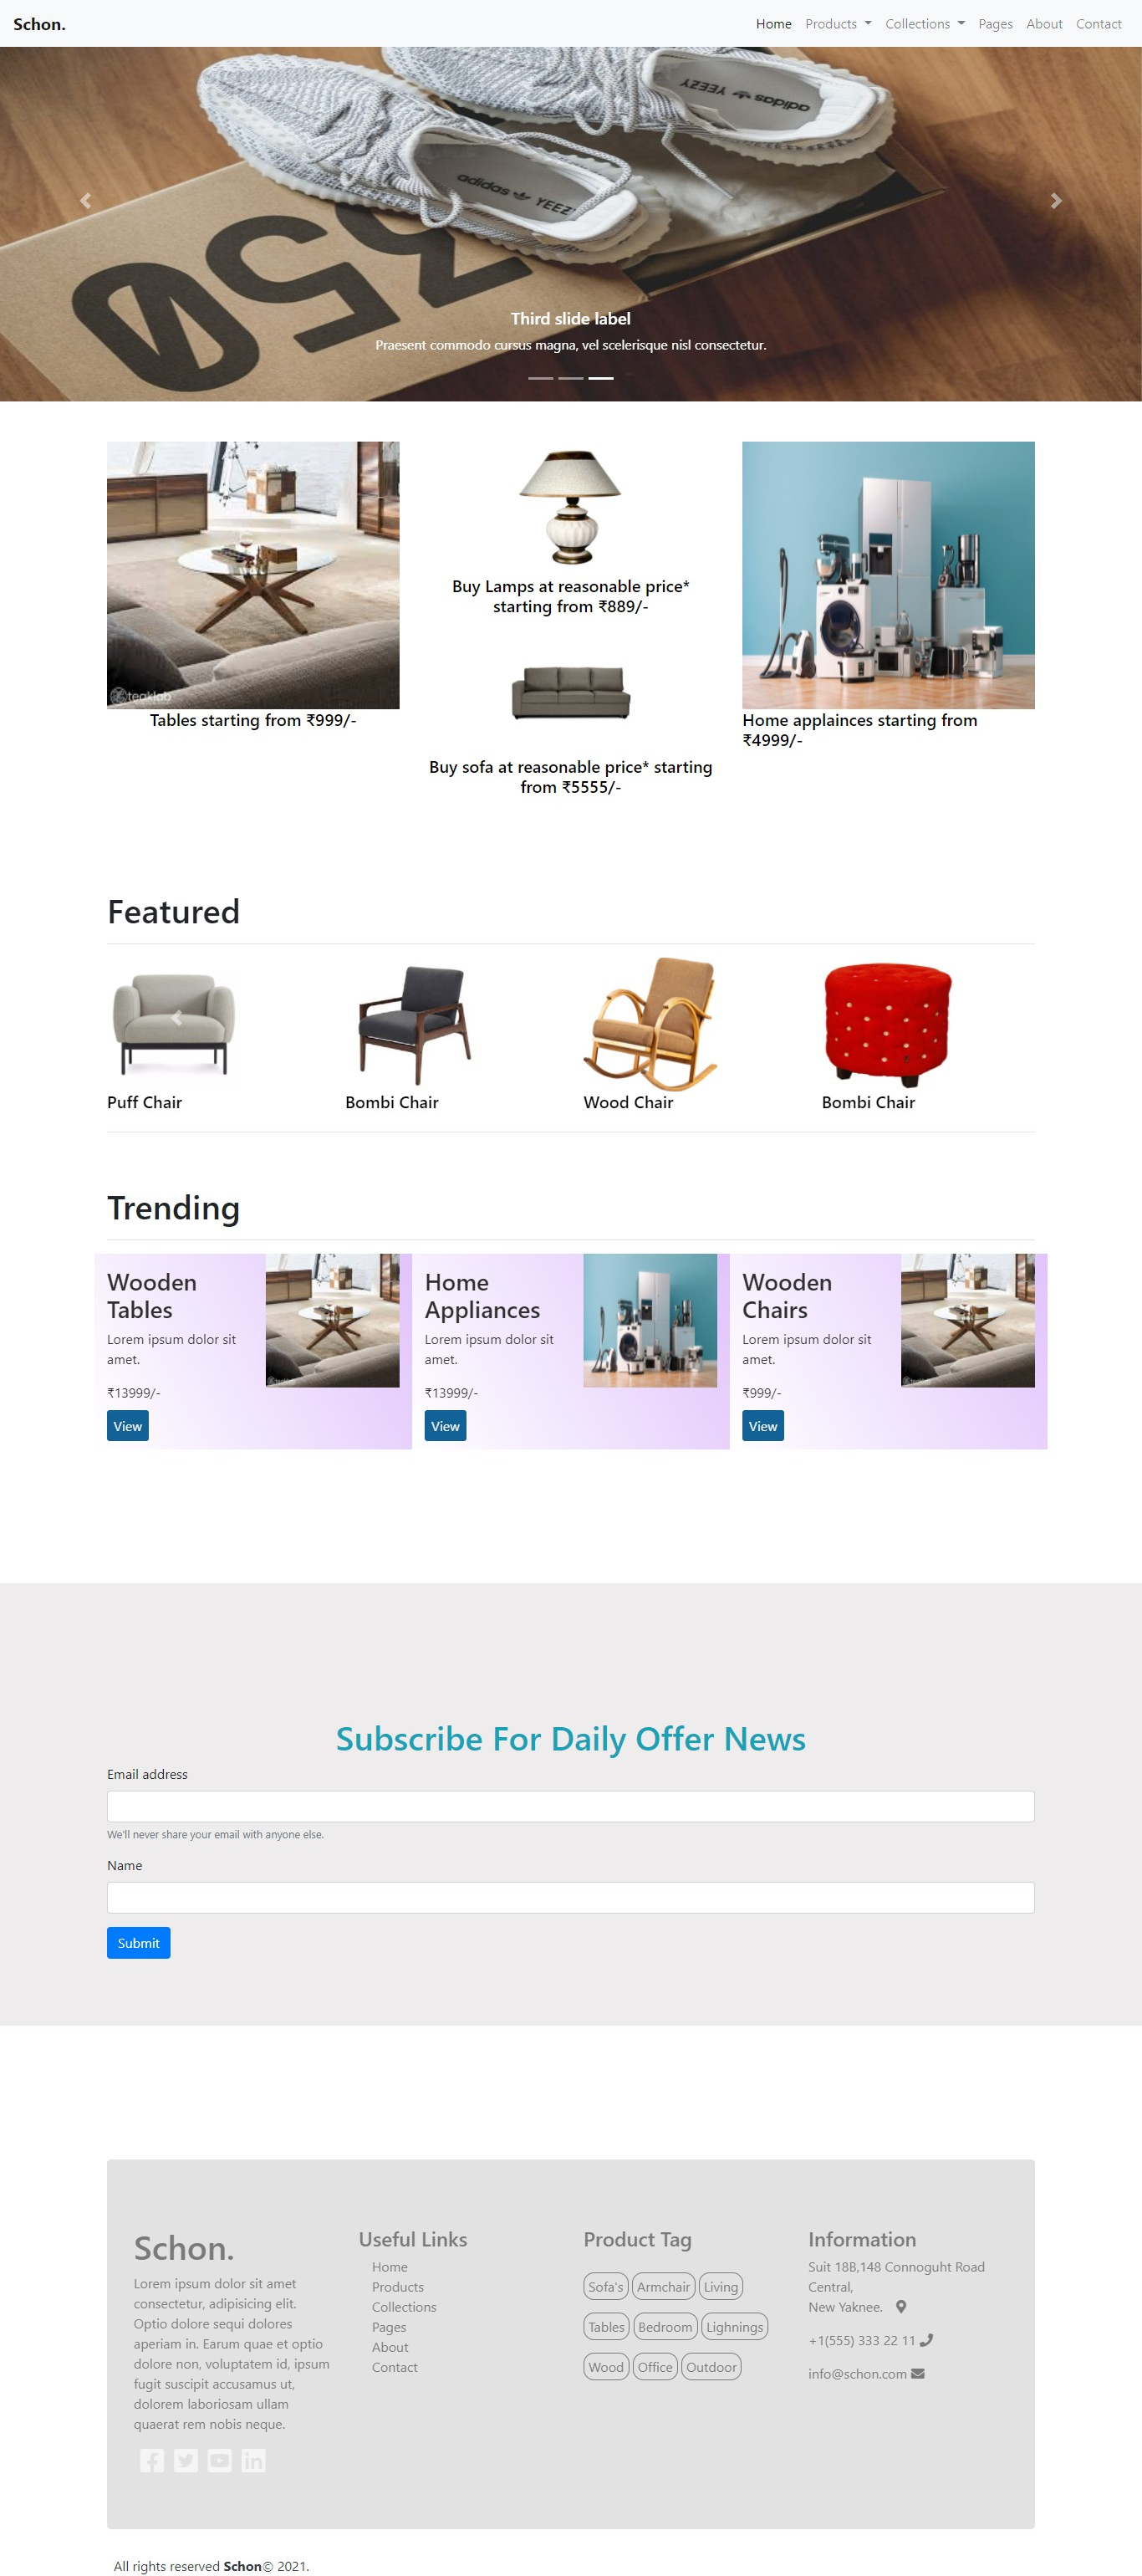 Schon.
Home Products Collections Pages About Contact
adidas YEEZY
adidas YEEZ
350
Third slide label
Praesent commodo cursus magna, vel scelerisque nisl consectetur.
teaklab
Tables starting from ₹999/-
Buy Lamps at reasonable price*
starting from ₹889/-
Buy sofa at reasonable price* starting
from ₹5555/-
Home applainces starting from
₹4999/-
Featured
Puff Chair
Bombi Chair
Wood Chair
Bombi Chair
Trending
Wooden
Tables
Lorem ipsum dolor sit
amet.
₹13999/-
View
Home
Appliances
Lorem ipsum dolor sit
amet.
₹13999/-
View
Wooden
Chairs
Lorem ipsum dolor sit
amet.
₹999/-
View
Subscribe For Daily Offer News
Email address
We'll never share your email with anyone else.
Name
Submit
Schon.
Lorem ipsum dolor sit amet
consectetur, adipisicing elit.
Optio dolore sequi dolores
aperiam in. Earum quae et optio
dolore non, voluptatem id, ipsum
fugit suscipit accusamus ut,
dolorem laboriosam ullam
quaerat rem nobis neque.
Useful Links
Home
Products
Collections
Pages
About
Contact
Product Tag
Sofa's Armchair Living
Tables Bedroom Lighnings
Wood Office Outdoor
Information
Suit 18B,148 Connoguht Road
Central,
New Yaknee.
+1(555) 333 22 11
info@schon.com
All rights reserved Schon© 2021.